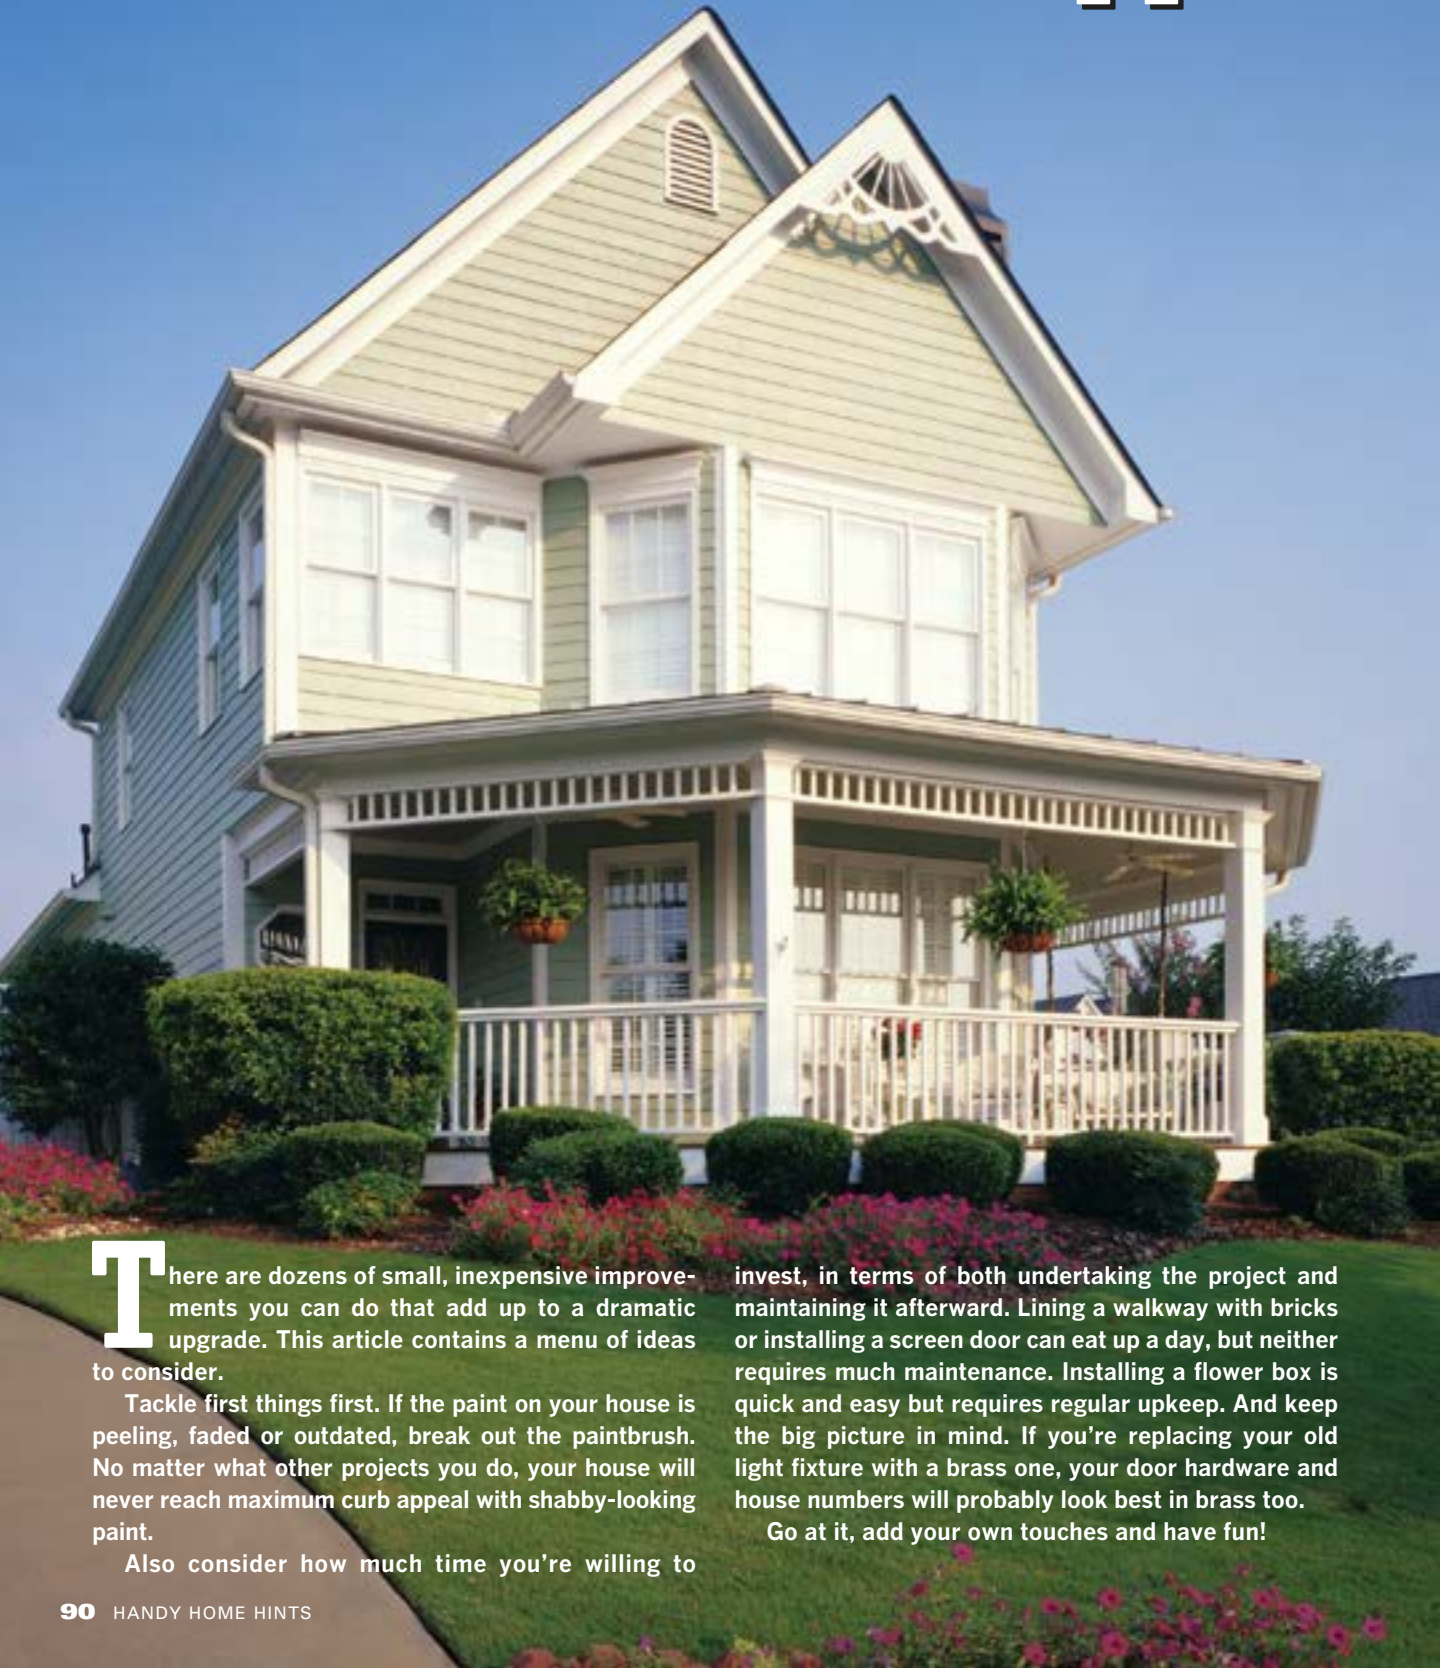 There are dozens of small, inexpensive improve-
ments you can do that add up to a dramatic
upgrade. This article contains a menu of ideas
to consider.
Tackle first things first. If the paint on your house is
peeling, faded or outdated, break out the paintbrush.
No matter what other projects you do, your house will
never reach maximum curb appeal with shabby-looking
paint.
Also consider how much time you’re willing to
invest, in terms of both undertaking the project and
maintaining it afterward. Lining a walkway with bricks
or installing a screen door can eat up a day, but neither
requires much maintenance. Installing a flower box is
quick and easy but requires regular upkeep. And keep
the big picture in mind. If you’re replacing your old
light fixture with a brass one, your door hardware and
house numbers will probably look best in brass too.
Go at it, add your own touches and have fun!
90 HANDY HOME HINTS